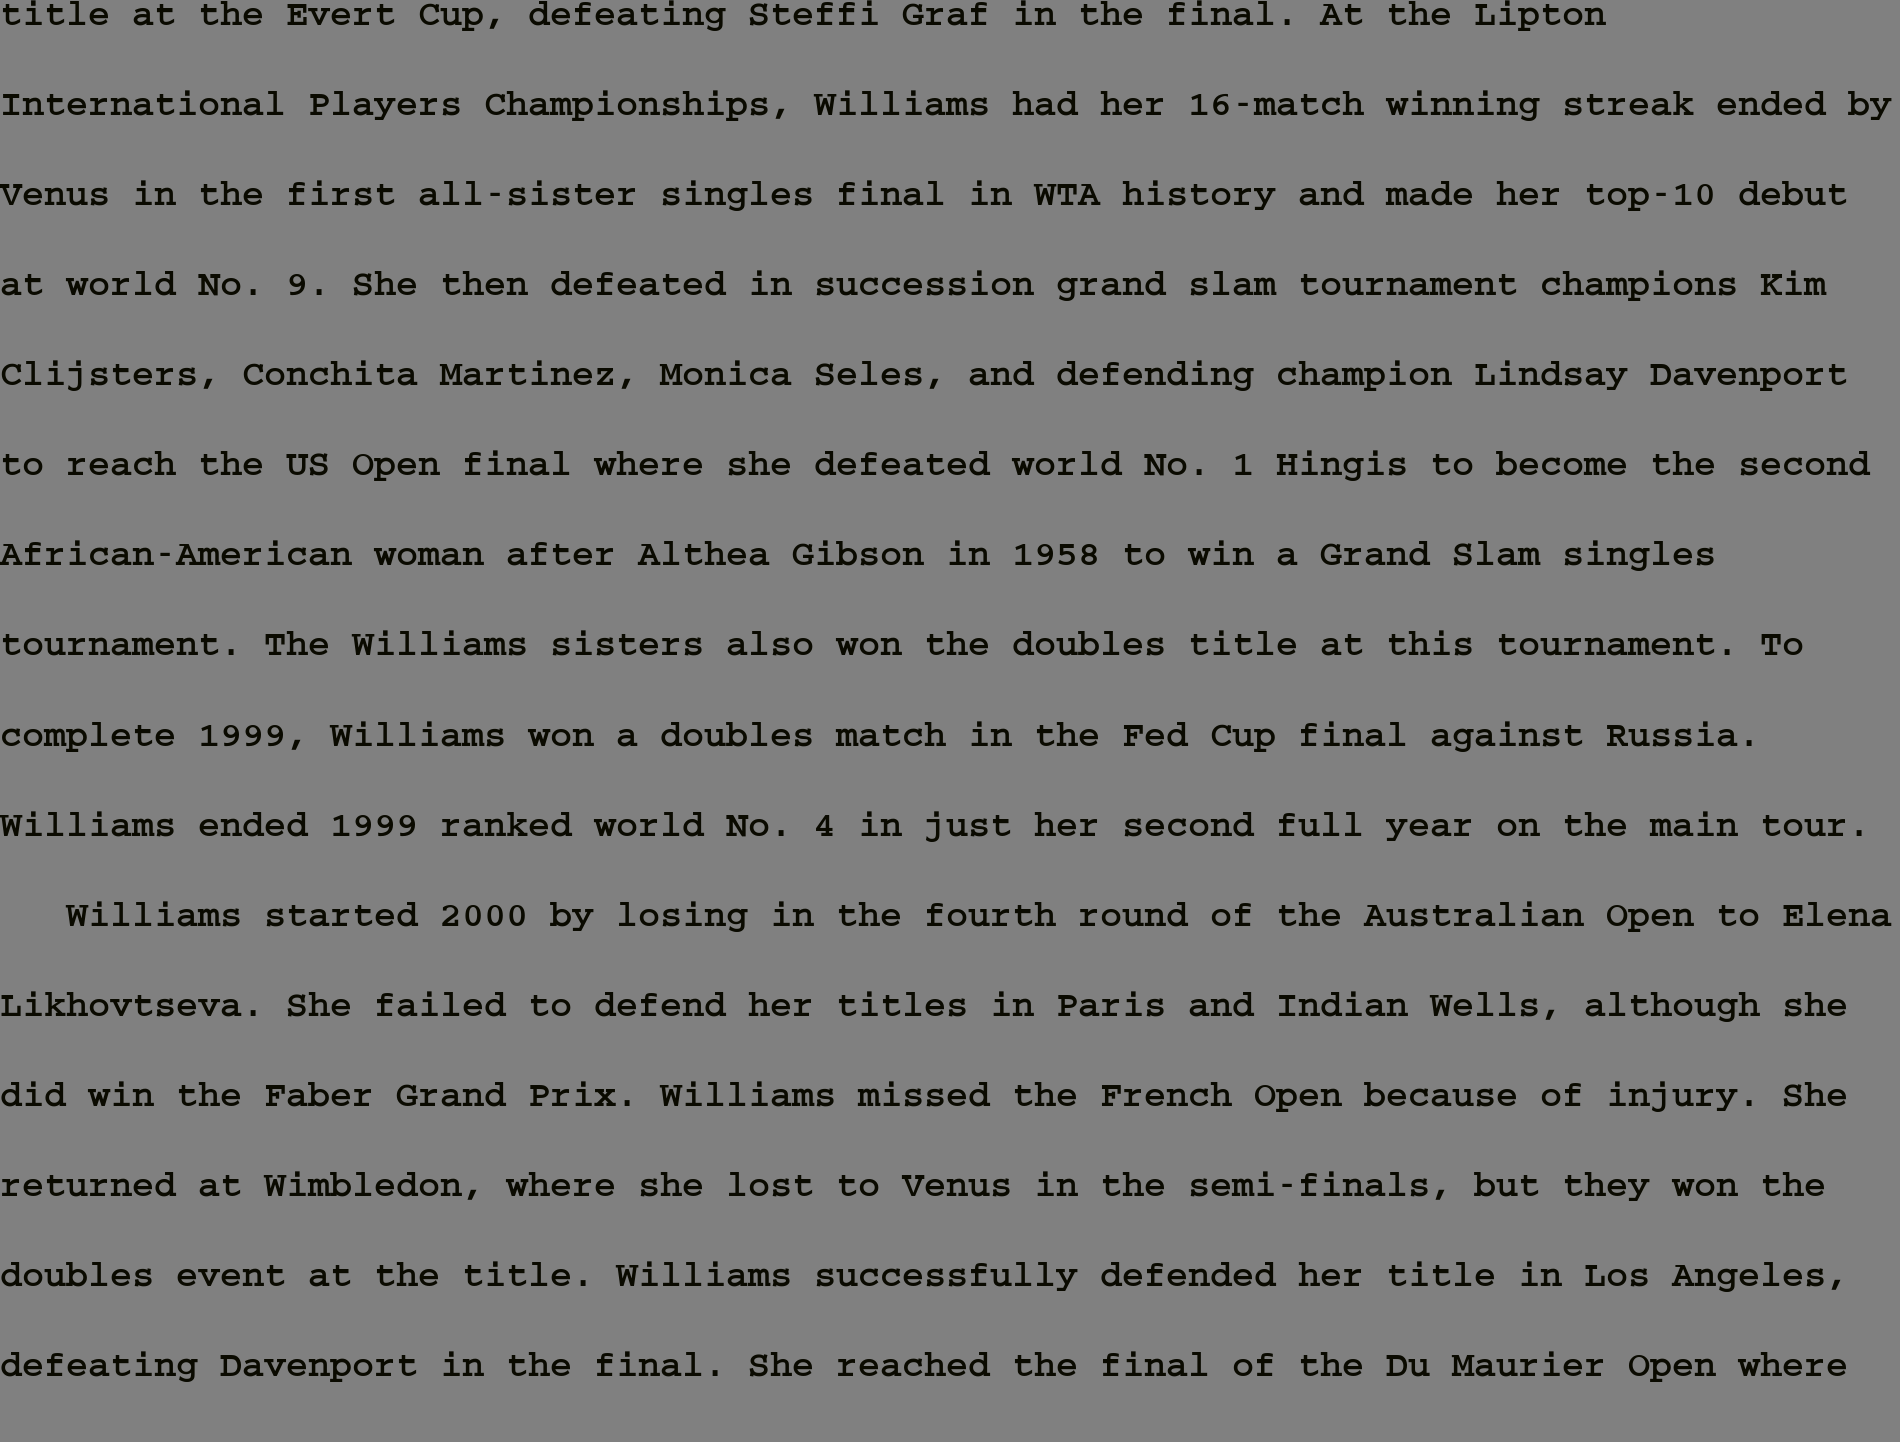 title at the Evert Cup, defeating Steffi Graf in the final. At the Lipton
International Players Championships, Williams had her 16-match winning streak ended by
Venus in the first all-sister singles final in WTA history and made her top-10 debut
at world No. 9. She then defeated in succession grand slam tournament champions Kim
Clijsters, Conchita Martinez, Monica Seles, and defending champion Lindsay Davenport
to reach the US Open final where she defeated world No. 1 Hingis to become the second
African-American woman after Althea Gibson in 1958 to win a Grand Slam singles
tournament. The Williams sisters also won the doubles title at this tournament. To
complete 1999, Williams won a doubles match in the Fed Cup final against Russia.
Williams ended 1999 ranked world No. 4 in just her second full year on the main tour.
Williams started 2000 by losing in the fourth round of the Australian Open to Elena
Likhovtseva. She failed to defend her titles in Paris and Indian Wells, although she
did win the Faber Grand Prix. Williams missed the French Open because of injury. She
returned at Wimbledon, where she lost to Venus in the semi-finals, but they won the
doubles event at the title. Williams successfully defended her title in Los Angeles,
defeating Davenport in the final. She reached the final of the Du Maurier Open where